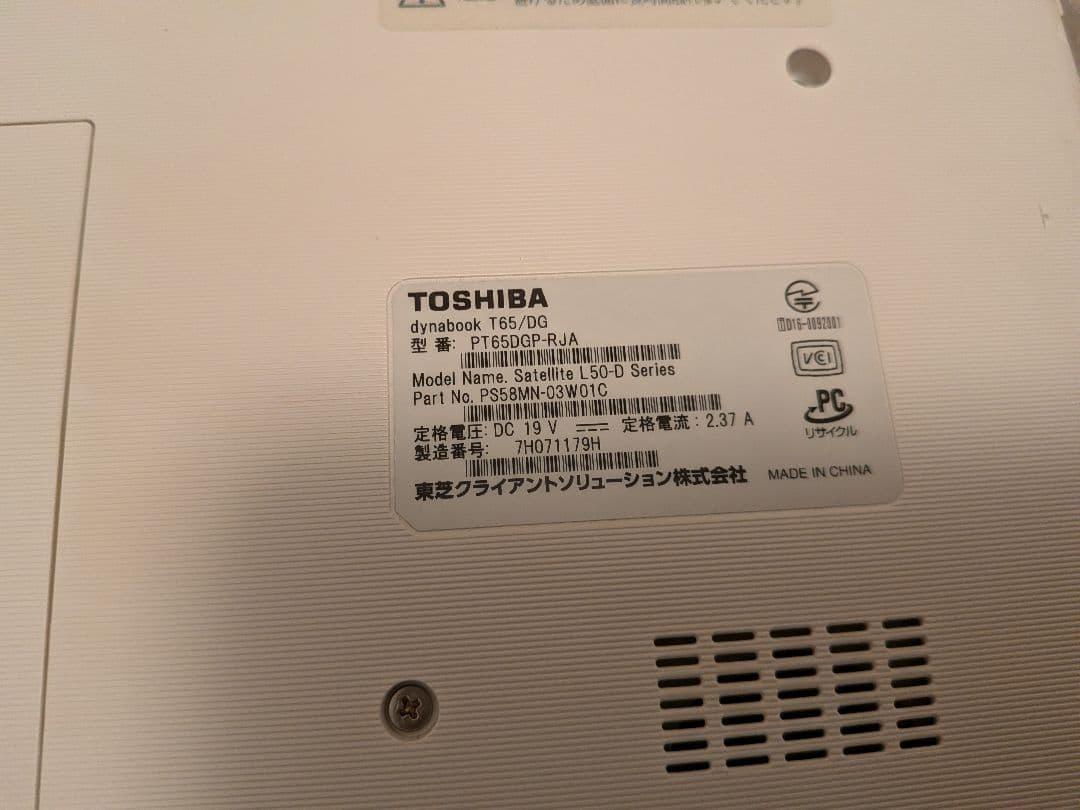 TOSHIBA
dynabook T65/DG
型 番: PT65DGP-RJA
Model Name. Satellite L50-D Series
Part No. PS58MN-03W01C
定格電圧: DC 19 V 定格電流: 2.37 A
製造番号: 7H071179H
東芝クライアントソリューション株式会社
MADE IN CHINA
D16-0092001
VCI
PC
リサイクル